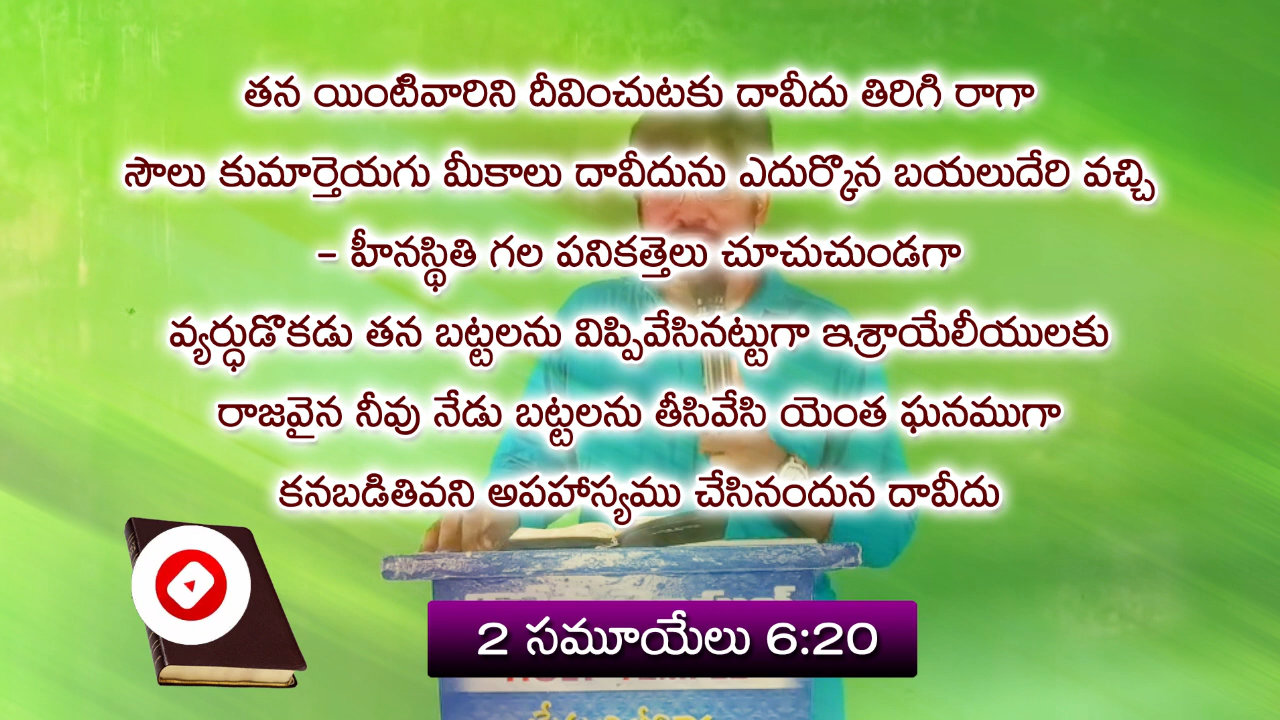 తన యింటివారిని దీవించుటకు దావీదు తిరిగి రాగా
సౌలు కుమార్తెయగు మీకాలు దావీదును ఎదుర్కొన బయలుదేరి వచ్చి
- హీనస్థితి గల పనికత్తెలు చూచుచుండగా
వ్యర్ధుడొకడు తన బట్టలను విప్పివేసినట్టుగా ఇశ్రాయేలీయులకు
రాజవైన నీవు నేడు బట్టలను తీసివేసి యెంత ఘనముగా
కనబడితివని అపహాస్యము చేసినందున దావీదు
2 సమూయేలు 6:20